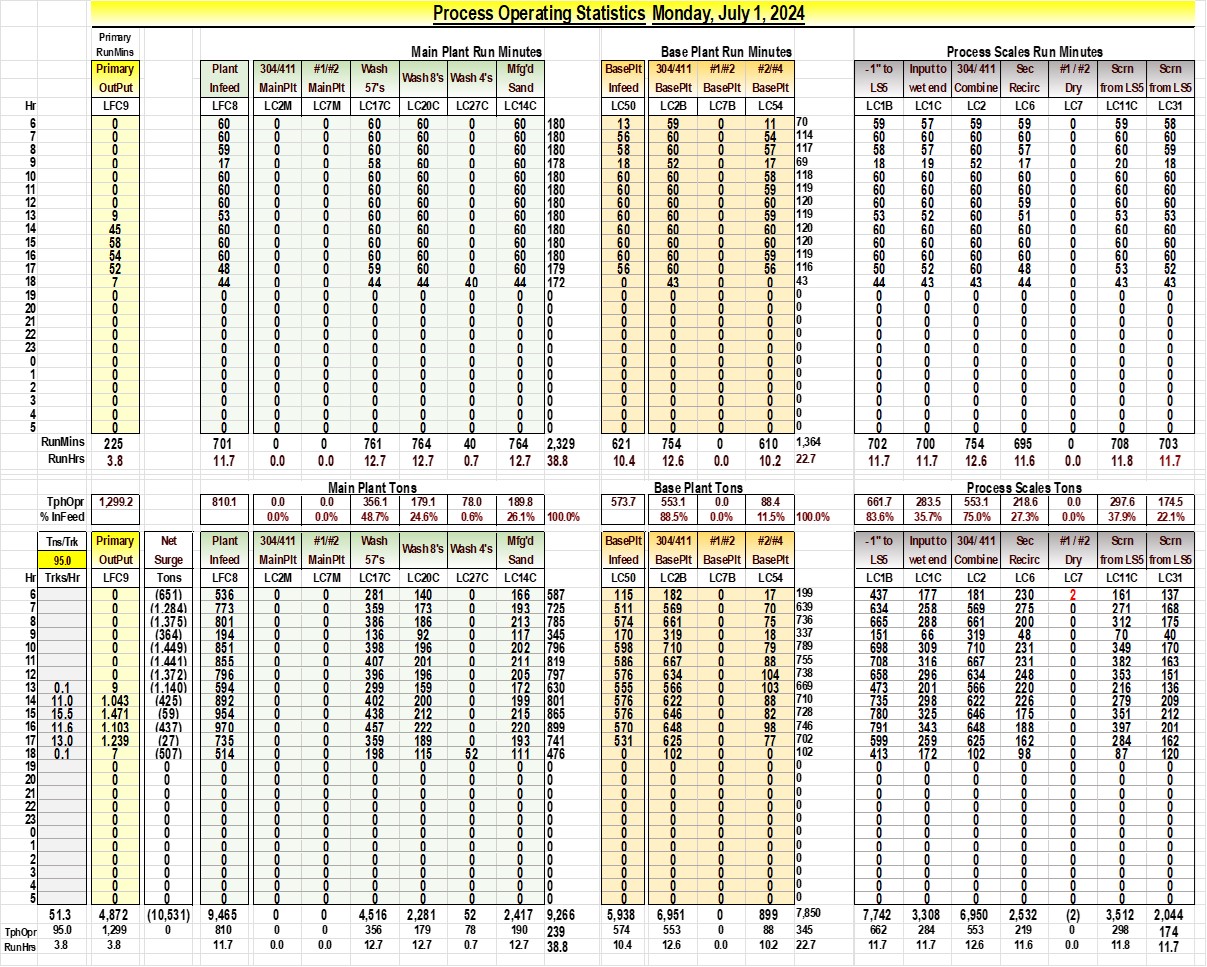 Process Operating Statistics Monday, July 1, 2024
Primary
RunMins Main Plant Run Minutes Base Plant Run Minutes Process Scales Run Minutes
Primary Plant 304/411 #1/#2 Wash Wash 8's Wash 4's Mfg'd BasePlt 304/411 #1/#2 #2/#4 -1" to Input to 304/ 411 Sec #1 / #2 Scrn Scrn
OutPut Infeed MainPlt MainPlt 57's Sand Infeed BasePlt BasePlt BasePlt LS5 wet end Combine Recirc Dry from LS5 from LS5
Hr LFC9 LFC8 LC2M LC7M LC17C LC20C LC27C LC14C LC50 LC2B LC7B LC54 LC1B LC1C LC2 LC6 LC7 LC11C LC31
6 0 60 0 0 60 60 0 60 180 13 59 0 11 70 59 57 59 59 0 59 58
7 0 60 0 0 60 60 0 60 180 56 60 0 54 114 60 60 60 60 0 60 60
8 0 59 0 0 60 60 0 60 180 58 60 0 57 117 58 57 60 58 0 60 59
9 0 17 0 0 58 60 0 60 178 18 52 0 17 69 18 19 52 17 0 20 18
10 0 60 0 0 60 60 0 60 180 60 60 0 58 118 60 60 60 60 0 60 60
11 0 60 0 0 60 60 0 60 180 60 60 0 59 119 60 60 60 60 0 60 60
12 0 60 0 0 60 60 0 60 180 60 60 0 60 120 60 60 60 59 0 60 60
13 9 53 0 0 60 60 0 60 180 60 60 0 59 119 53 52 60 51 0 53 53
14 45 60 0 0 60 60 0 60 180 60 60 0 60 120 60 60 60 60 0 60 60
15 58 60 0 0 60 60 0 60 180 60 60 0 60 120 60 60 60 60 0 60 60
16 54 60 0 0 60 60 0 60 180 60 60 0 59 119 60 60 60 60 0 60 60
17 52 48 0 0 59 60 0 60 179 56 60 0 56 116 50 52 60 48 0 53 52
18 7 44 0 0 44 44 40 44 172 0 43 0 0 43 44 43 43 44 0 43 43
19 0 0 0 0 0 0 0 0 0 0 0 0 0 0 0 0 0 0 0 0 0
20 0 0 0 0 0 0 0 0 0 0 0 0 0 0 0 0 0 0 0 0 0
21 0 0 0 0 0 0 0 0 0 0 0 0 0 0 0 0 0 0 0 0 0
22 0 0 0 0 0 0 0 0 0 0 0 0 0 0 0 0 0 0 0 0 0
23 0 0 0 0 0 0 0 0 0 0 0 0 0 0 0 0 0 0 0 0 0
0 0 0 0 0 0 0 0 0 0 0 0 0 0 0 0 0 0 0 0 0 0
1 0 0 0 0 0 0 0 0 0 0 0 0 0 0 0 0 0 0 0 0 0
2 0 0 0 0 0 0 0 0 0 0 0 0 0 0 0 0 0 0 0 0 0
3 0 0 0 0 0 0 0 0 0 0 0 0 0 0 0 0 0 0 0 0 0
4 0 0 0 0 0 0 0 0 0 0 0 0 0 0 0 0 0 0 0 0 0
5 0 0 0 0 0 0 0 0 0 0 0 0 0 0 0 0 0 0 0 0 0
RunMins 225 701 0 0 761 764 40 764 2,329 621 754 0 610 1,364 702 700 754 695 0 708 703
RunHrs 3.8 11.7 0.0 0.0 12.7 12.7 0.7 12.7 38.8 10.4 12.6 0.0 10.2 22.7 11.7 11.7 12.6 11.6 0.0 11.8 11.7
Main Plant Tons Base Plant Tons Process Scales Tons
TphOpr 1,299.2 810.1 0.0 0.0 356.1 179.1 78.0 189.8 573.7 553.1 0.0 88.4 661.7 283.5 553.1 218.6 0.0 297.6 174.5
% InFeed 0.0% 0.0% 48.7% 24.6% 0.6% 26.1% 100.0% 88.5% 0.0% 11.5% 100.0% 83.6% 35.7% 75.0% 27.3% 0.0% 37.9% 22.1%
Tns/Trk Primary Net Plant 304/411 #1/#2 Wash Wash 8's Wash 4's Mfg'd BasePlt 304/411 #1/#2 #2/#4 -1" to Input to 304/ 411 Sec #1 / #2 Scrn Scrn
95.0 OutPut Surge Infeed MainPlt MainPlt 57's Sand Infeed BasePlt BasePlt BasePlt LS5 wet end Combine Recirc Dry from LS5 from LS5
Hr Trks/Hr LFC9 Tons LFC8 LC2M LC7M LC17C LC20C LC27C LC14C LC50 LC2B LC7B LC54 LC1B LC1C LC2 LC6 LC7 LC11C LC31
6 0 (651) 536 0 0 281 140 0 166 587 115 182 0 17 199 437 177 181 230 2 161 137
7 0 (1,284) 773 0 0 359 173 0 193 725 511 569 0 70 639 634 258 569 275 0 271 168
8 0 (1,375) 801 0 0 386 186 0 213 785 574 661 0 75 736 665 288 661 200 0 312 175
9 0 (364) 194 0 0 136 92 0 117 345 170 319 0 18 337 151 66 319 48 0 70 40
10 0 (1,449) 851 0 0 398 196 0 202 796 598 710 0 79 789 698 309 710 231 0 349 170
11 0 (1,441) 855 0 0 407 201 0 211 819 586 667 0 88 755 708 316 667 231 0 382 163
12 0 (1,372) 796 0 0 396 196 0 205 797 576 634 0 104 738 658 296 634 248 0 353 151
13 0.1 9 (1,140) 594 0 0 299 159 0 172 630 555 566 0 103 669 473 201 566 220 0 216 136
14 11.0 1,043 (425) 892 0 0 402 200 0 199 801 576 622 0 88 710 735 298 622 226 0 279 209
15 15.5 1,471 (59) 954 0 0 438 212 0 215 865 576 646 0 82 728 780 325 646 175 0 351 212
16 11.6 1,103 (437) 970 0 0 457 222 0 220 899 570 648 0 98 746 791 343 648 188 0 397 201
17 13.0 1,239 (27) 735 0 0 359 189 0 193 741 531 625 0 77 702 599 259 625 162 0 284 162
18 0.1 7 (507) 514 0 0 198 115 52 111 476 0 102 0 0 102 413 172 102 98 0 87 120
19 0 0 0 0 0 0 0 0 0 0 0 0 0 0 0 0 0 0 0 0 0 0
20 0 0 0 0 0 0 0 0 0 0 0 0 0 0 0 0 0 0 0 0 0 0
21 0 0 0 0 0 0 0 0 0 0 0 0 0 0 0 0 0 0 0 0 0 0
22 0 0 0 0 0 0 0 0 0 0 0 0 0 0 0 0 0 0 0 0 0 0
23 0 0 0 0 0 0 0 0 0 0 0 0 0 0 0 0 0 0 0 0 0 0
0 0 0 0 0 0 0 0 0 0 0 0 0 0 0 0 0 0 0 0 0 0 0
1 0 0 0 0 0 0 0 0 0 0 0 0 0 0 0 0 0 0 0 0 0 0
2 0 0 0 0 0 0 0 0 0 0 0 0 0 0 0 0 0 0 0 0 0 0
3 0 0 0 0 0 0 0 0 0 0 0 0 0 0 0 0 0 0 0 0 0 0
4 0 0 0 0 0 0 0 0 0 0 0 0 0 0 0 0 0 0 0 0 0 0
5 0 0 0 0 0 0 0 0 0 0 0 0 0 0 0 0 0 0 0 0 0 0
51.3 4,872 (10,531) 9,465 0 0 4,516 2,281 52 2,417 9,266 5,938 6,951 0 899 7,850 7,742 3,308 6,950 2,532 (2) 3,512 2,044
TphOpr 95.0 1,299 0 810 0 0 356 179 78 190 239 574 553 0 88 345 662 284 553 219 0 298 174
RunHrs 3.8 3.8 11.7 0.0 0.0 12.7 12.7 0.7 12.7 38.8 10.4 12.6 0.0 10.2 22.7 11.7 11.7 12.6 11.6 0.0 11.8 11.7